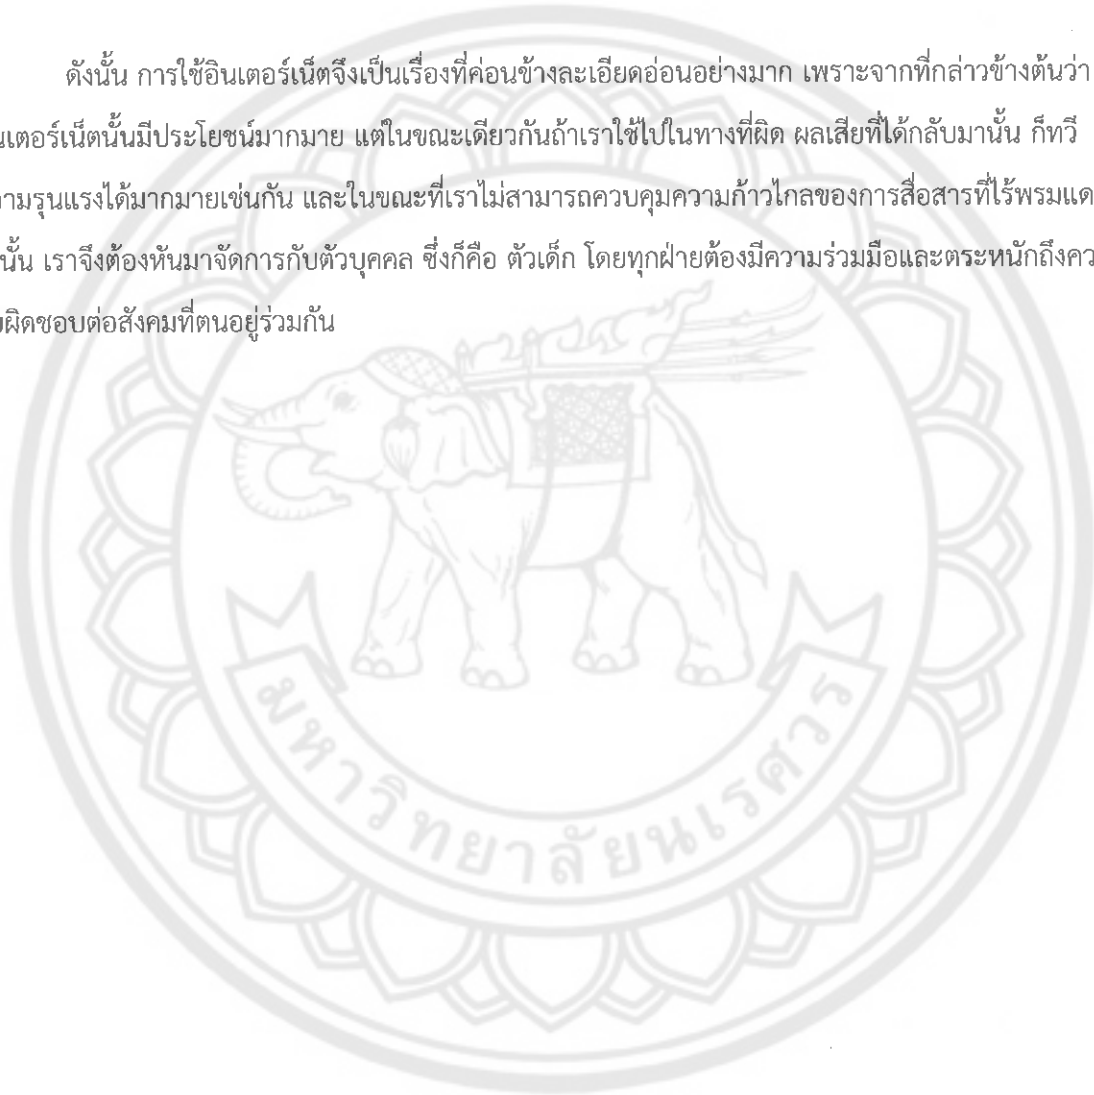 ดังนั้น การใช้อินเตอร์เน็ตจึงเป็นเรื่องที่ค่อนข้างละเอียดอ่อนอย่างมาก เพราะจากที่กล่าวข้างต้นว่า
นเตอร์เน็ตนั้นมีประโยชน์มากมาย แต่ในขณะเดียวกันถ้าเราใช้ไปในทางที่ผิด ผลเสียที่ได้กลับมานั้น ก็ทวี
ามรุนแรงได้มากมายเช่นกัน และในขณะที่เราไม่สามารถควบคุมความก้าวไกลของการสื่อสารที่ไร้พรมแด
นั้น เราจึงต้องหันมาจัดการกับตัวบุคคล ซึ่งก็คือ ตัวเด็ก โดยทุกฝ่ายต้องมีความร่วมมือและตระหนักถึงคว
บผิดชอบต่อสังคมที่ตนอยู่ร่วมกัน
มหาวิทยาลัยนเรศวร